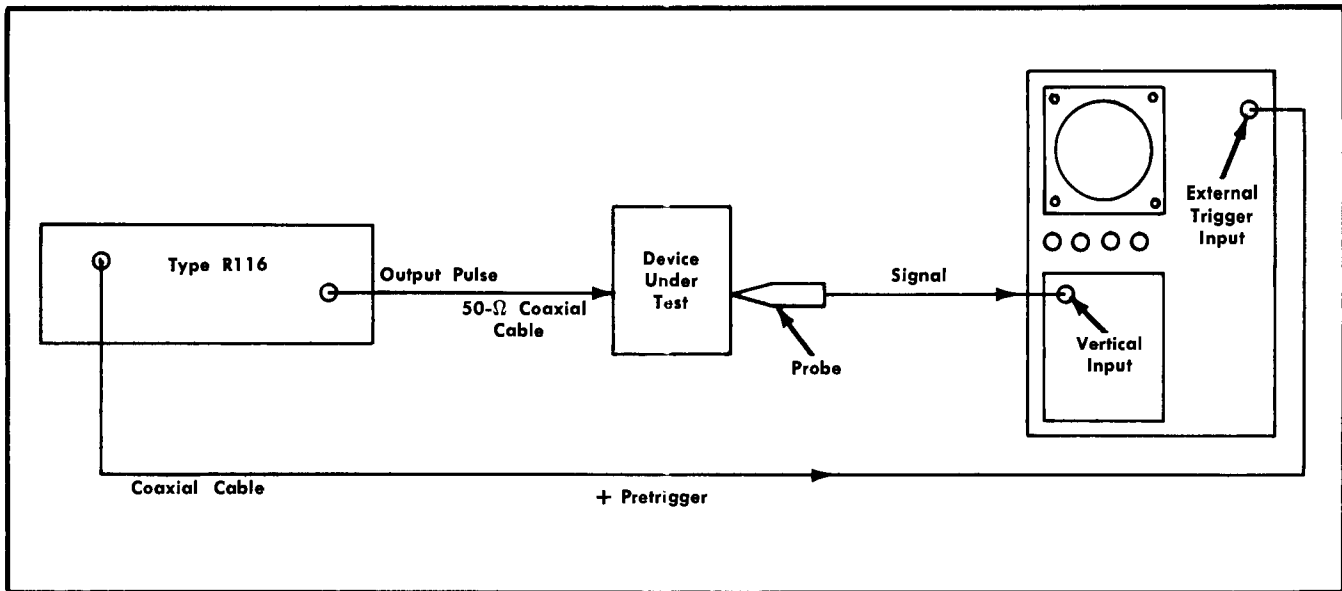 Type R116
Output Pulse
50-Ω Coaxial
Cable
Device
Under
Test
Probe
Signal
External
Trigger
Input
Vertical
Input
Coaxial Cable
+ Pretrigger